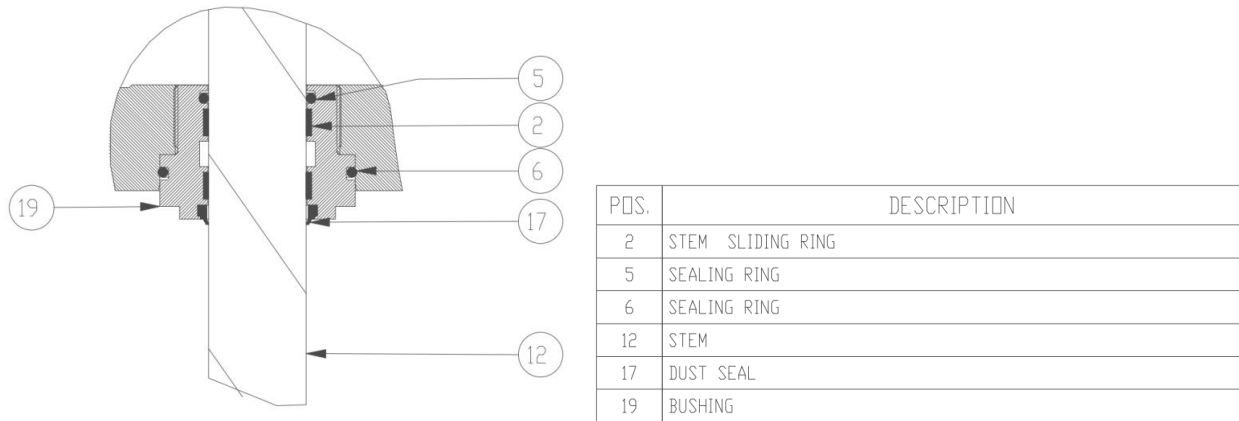 5
2
6
19
17
12
POS. DESCRIPTION
2 STEM SLIDING RING
5 SEALING RING
6 SEALING RING
12 STEM
17 DUST SEAL
19 BUSHING